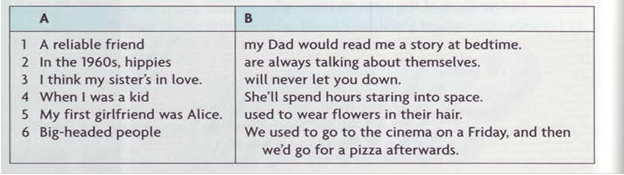 A B
1 A reliable friend my Dad would read me a story at bedtime.
2 In the 1960s, hippies are always talking about themselves.
3 I think my sister's in love. will never let you down.
4 When I was a kid She'll spend hours staring into space.
5 My first girlfriend was Alice. used to wear flowers in their hair.
6 Big-headed people We used to go to the cinema on a Friday, and then
we'd go for a pizza afterwards.